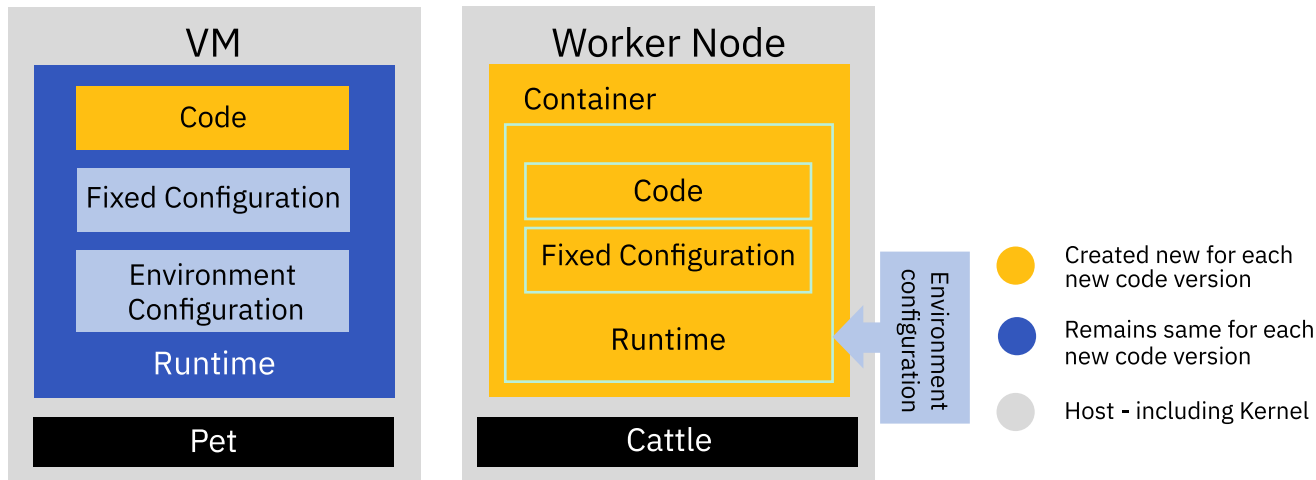 VM
Code
Fixed Configuration
Environment
Configuration
Runtime
Pet
Worker Node
Container
Code
Fixed Configuration
Runtime
Cattle
Environment
configuration
Created new for each
new code version
Remains same for each
new code version
Host - including Kernel